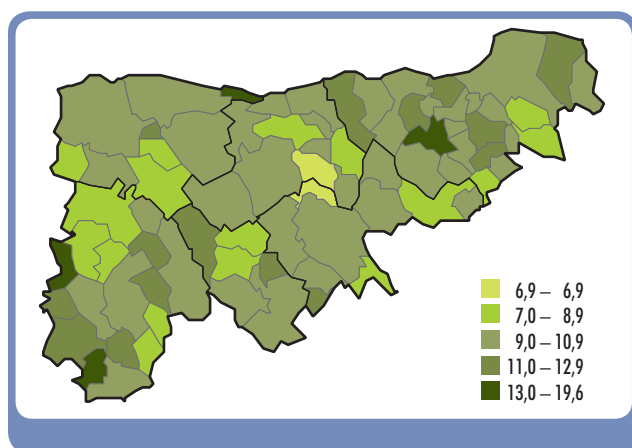 6,9 – 6,9
7,0 – 8,9
9,0 – 10,9
11,0 – 12,9
13,0 – 19,6